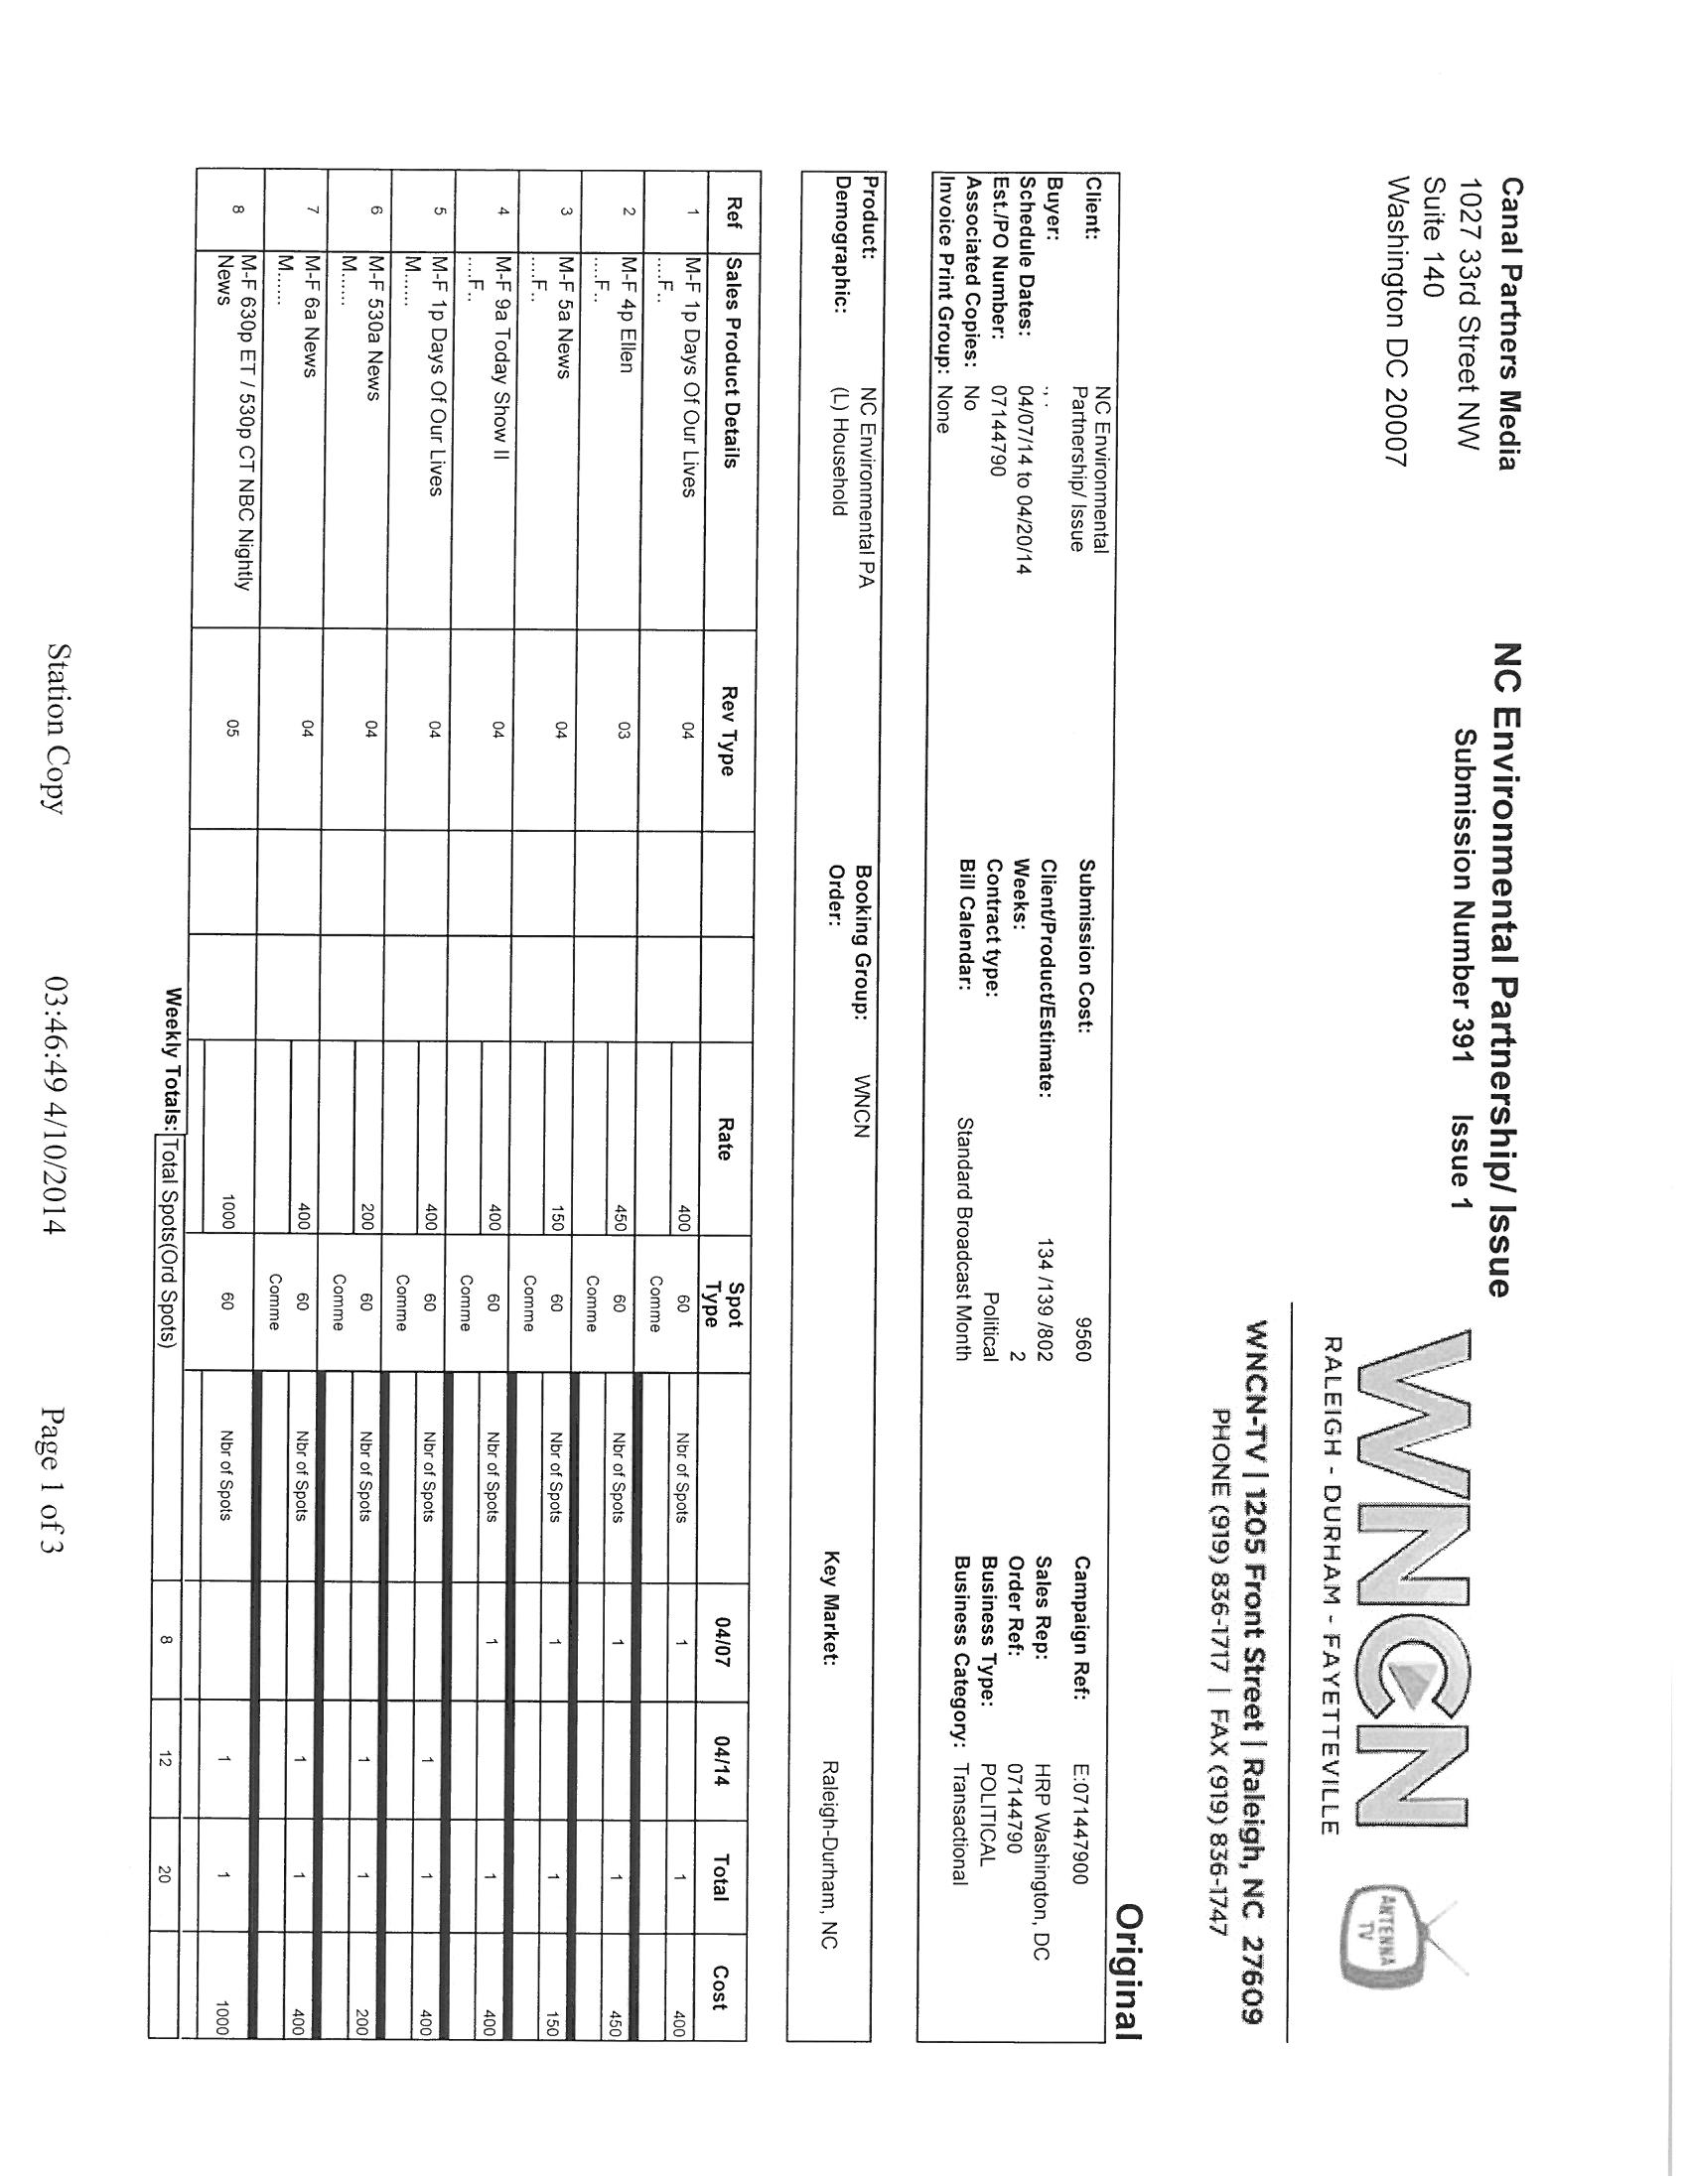 Canal Partners Media
1027 33rd Street NW
Suite 140
Washington DC 20007
NC Environmental Partnership/ Issue
Submission Number 391 Issue 1
WNCN
RALEIGH - DURHAM - FAYETTEVILLE
ANTENNA
TV
WNCN-TV | 1205 Front Street | Raleigh, NC 27609
PHONE (919) 836-1717 | FAX (919) 836-1747
Original
Client: NC Environmental
Partnership/ Issue
Buyer: ., .
Schedule Dates: 04/07/14 to 04/20/14
Est./PO Number: 07144790
Associated Copies: No
Invoice Print Group: None
Submission Cost: 9560
Client/Product/Estimate: 134 /139 /802
Weeks: 2
Contract type: Political
Bill Calendar: Standard Broadcast Month
Campaign Ref: E:071447900
Sales Rep: HRP Washington, DC
Order Ref: 07144790
Business Type: POLITICAL
Business Category: Transactional
Product: NC Environmental PA
Demographic: (L) Household
Booking Group: WNCN
Order:
Key Market: Raleigh-Durham, NC
Ref Sales Product Details Rev Type Rate Spot Type 04/07 04/14 Total Cost
1 M-F 1p Days Of Our Lives 04 400 60 Nbr of Spots 1 1 400
....F.. Comme
2 M-F 4p Ellen 03 450 60 Nbr of Spots 1 1 450
....F.. Comme
3 M-F 5a News 04 150 60 Nbr of Spots 1 1 150
....F.. Comme
4 M-F 9a Today Show II 04 400 60 Nbr of Spots 1 1 400
....F.. Comme
5 M-F 1p Days Of Our Lives 04 400 60 Nbr of Spots 1 1 400
M...... Comme
6 M-F 530a News 04 200 60 Nbr of Spots 1 1 200
M...... Comme
7 M-F 6a News 04 400 60 Nbr of Spots 1 1 400
M...... Comme
8 M-F 630p ET / 530p CT NBC Nightly 05 1000 60 Nbr of Spots 1 1 1000
News
Weekly Totals: Total Spots(Ord Spots) 8 12 20
Station Copy 03:46:49 4/10/2014 Page 1 of 3